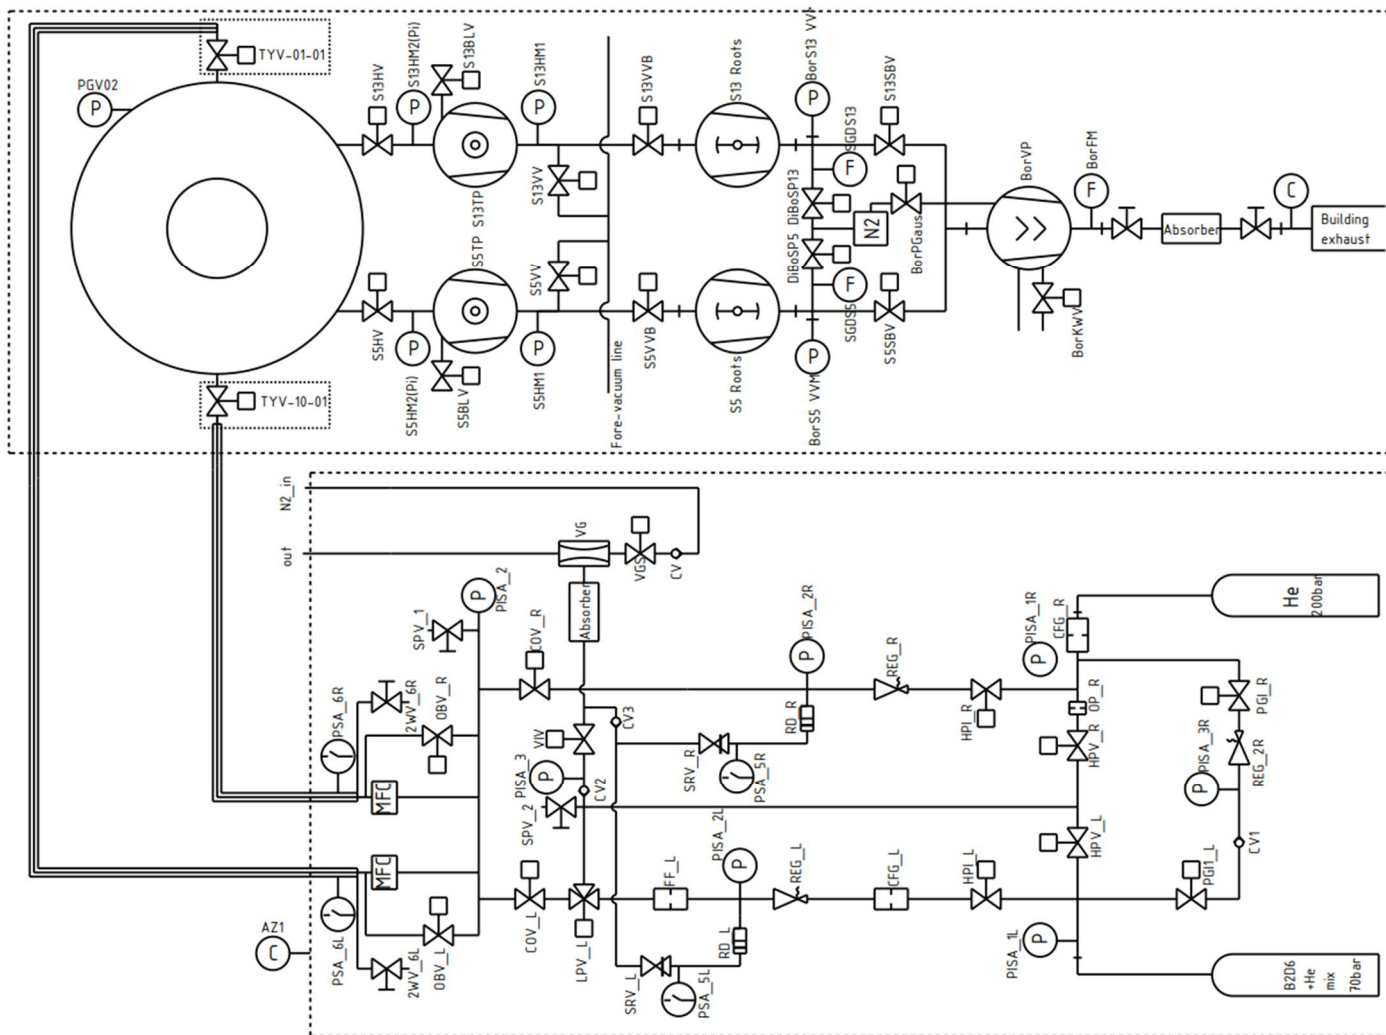 TYV-01-01
PGV02
P
S13HV
S13HM2(Pi)
P
S13BLV
S13HM1
P
S13TP
S13VV
S13VVB
S13 Roots
P
SGDS13
F
S13SBV
DiBoSP13
N2
BorPGaus
BorVP
BorFM
F
Absorber
C
Building
exhaust
S5HV
P
S5HM2(Pi)
S5TP
S5BLV
S5VV
P
S5HM1
Fore-vacuum line
S5VVB
S5 Roots
DiBoSP5
F
SGDS5
P
BorS5 VVM
S5SBV
BorKWV
TYV-10-01
N2_in
out
VG
VGS
CV
Absorber
P
PISA_2
SPV_1
COV_R
PSA_6R
2WV_6R
OBV_R
MFC
VIV
CV3
PISA_3
P
CV2
SPV_2
P
PISA_2R
RD_R
SRV_R
PSA_5R
REG_R
HPI_R
PISA_1R
P
CFG_R
OP_R
HPV_R
He
200bar
PGI_R
REG_2R
PISA_3R
P
CV1
MFC
PSA_6L
2WV_6L
OBV_L
AZ1
C
COV_L
LPV_L
FF_L
PISA_2L
P
RD_L
SRV_L
PSA_5L
REG_L
CFG_L
HPI_L
HPV_L
PGI1_L
P
PISA_1L
B2D6
+He
mix
70bar